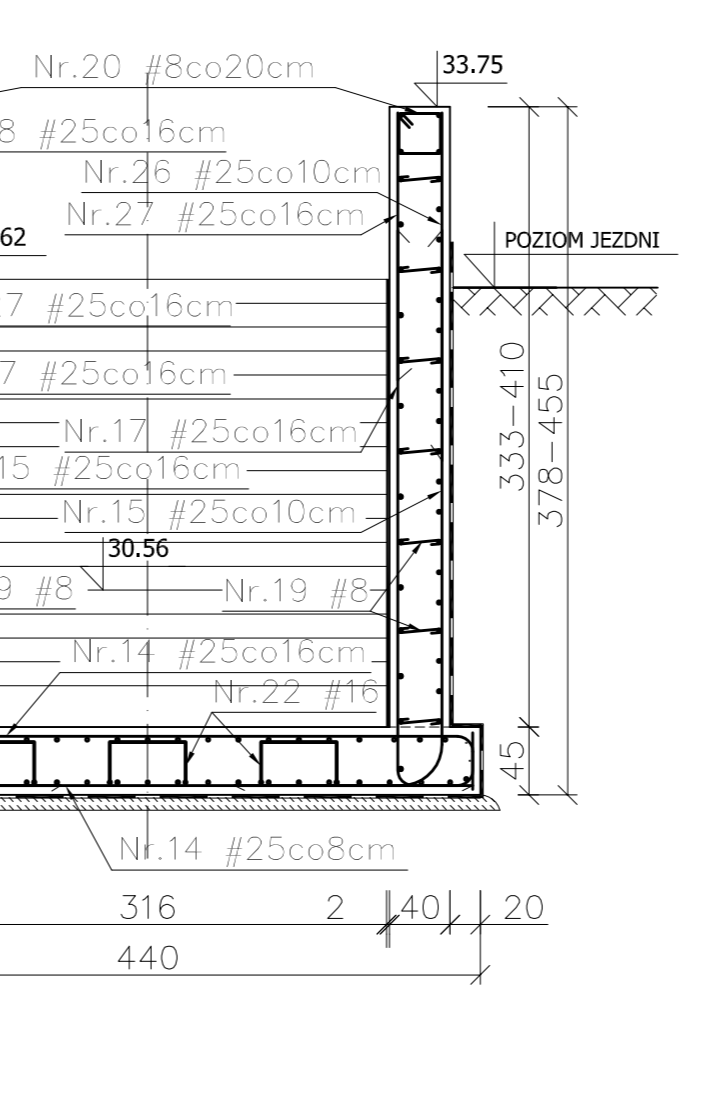 Nr.20 #8co20cm
33.75
8 #25co16cm
Nr.26 #25co10cm
Nr.27 #25co16cm
62
POZIOM JEZDNI
27 #25co16cm
7 #25co16cm
333-410
378-455
Nr.17 #25co16cm
15 #25co16cm
Nr.15 #25co10cm
30.56
9 #8
Nr.19 #8
Nr.14 #25co16cm
Nr.22 #16
45
Nr.14 #25co8cm
316 2 40 20
440